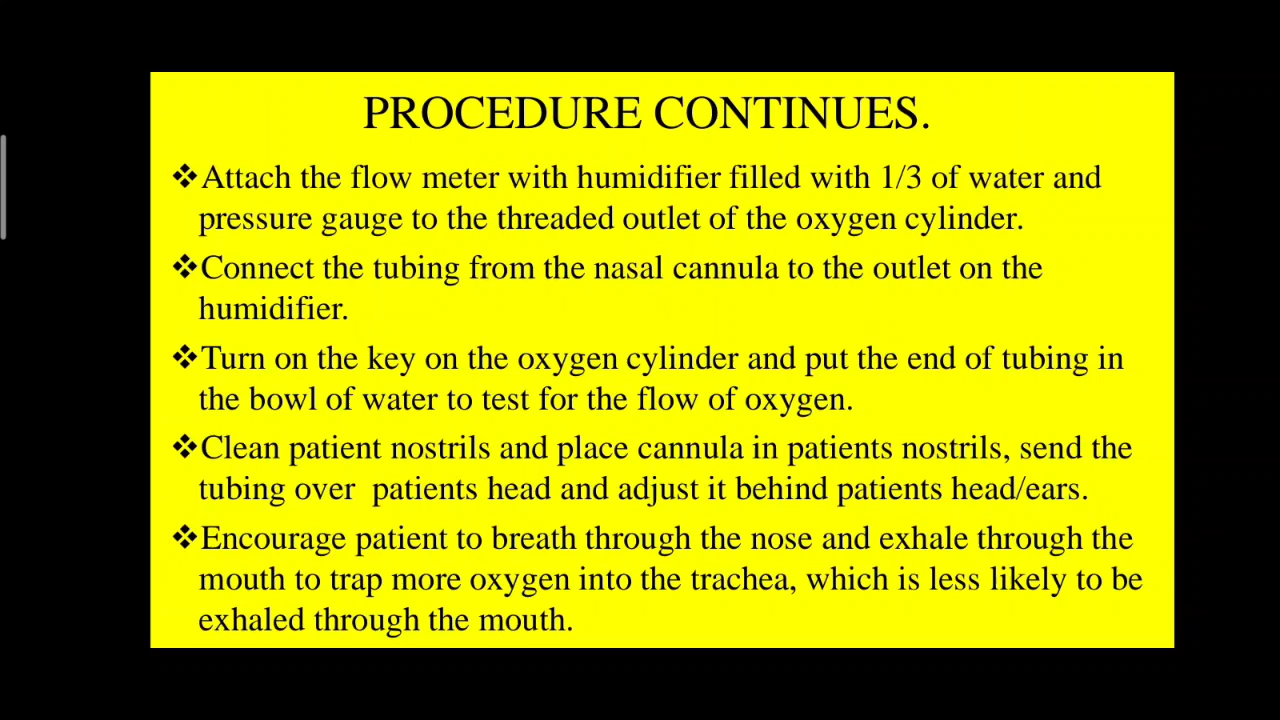 PROCEDURE CONTINUES.
❖Attach the flow meter with humidifier filled with 1/3 of water and
pressure gauge to the threaded outlet of the oxygen cylinder.
❖Connect the tubing from the nasal cannula to the outlet on the
humidifier.
❖Turn on the key on the oxygen cylinder and put the end of tubing in
the bowl of water to test for the flow of oxygen.
❖Clean patient nostrils and place cannula in patients nostrils, send the
tubing over  patients head and adjust it behind patients head/ears.
❖Encourage patient to breath through the nose and exhale through the
mouth to trap more oxygen into the trachea, which is less likely to be
exhaled through the mouth.